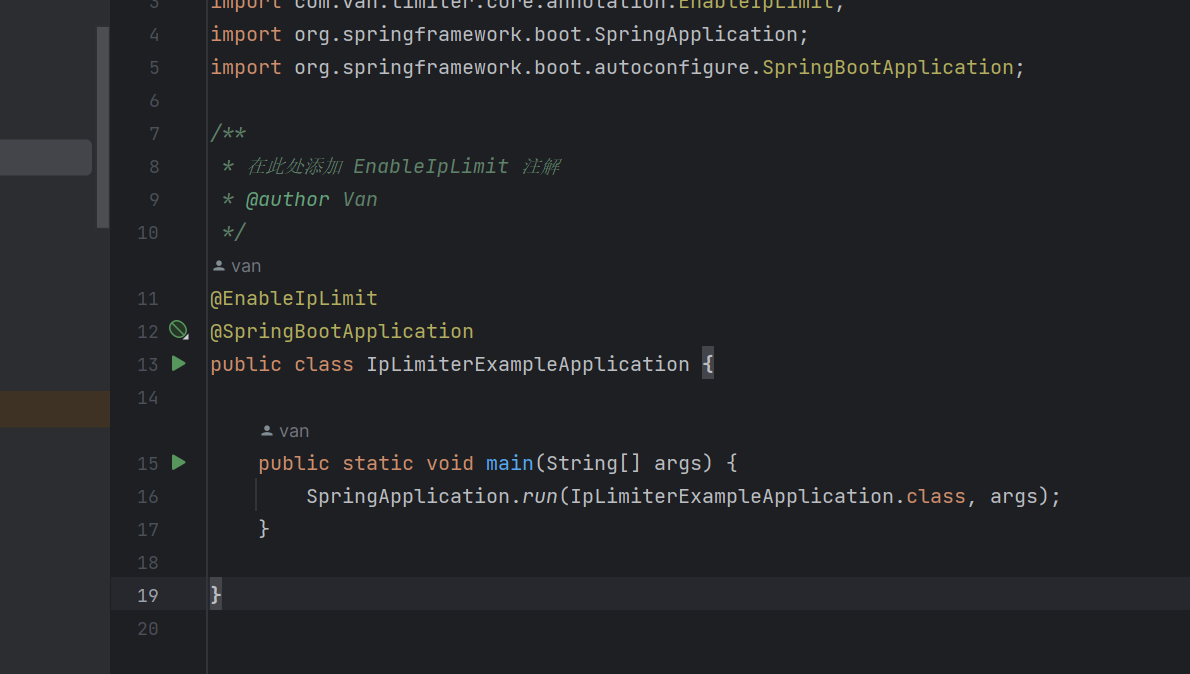 3 import com.van.limiter.core.annotation.EnableIpLimit;
4 import org.springframework.boot.SpringApplication;
5 import org.springframework.boot.autoconfigure.SpringBootApplication;
6
7 /**
8 * 在此处添加 EnableIpLimit 注解
9 * @author Van
10 */
van
11 @EnableIpLimit
12 @SpringBootApplication
13 public class IpLimiterExampleApplication {
14
van
15 public static void main(String[] args) {
16 SpringApplication.run(IpLimiterExampleApplication.class, args);
17 }
18
19 }
20